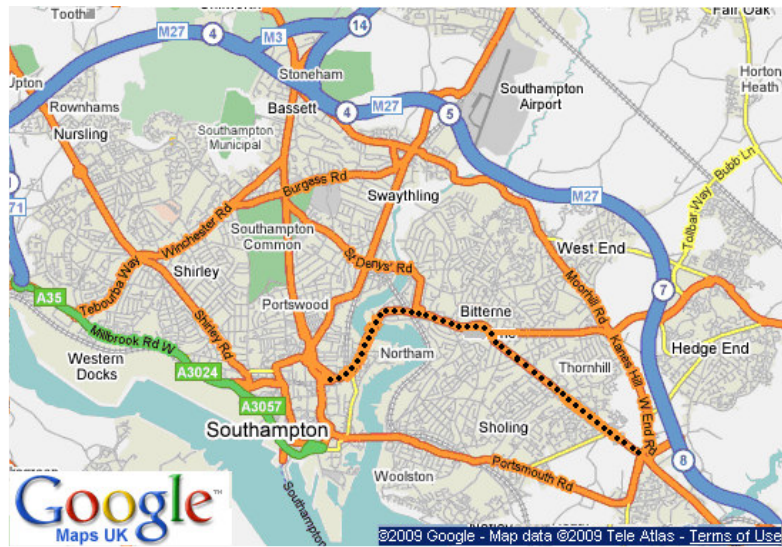 Tooth
M27
4
M3
14
Fair Oak
Stoneham
Upton
Rownhams
Bassett
4
M27
5
Southampton
Airport
Horton
Heath
Nursling
Southampton
Municipal
Burgess Rd
Swaythling
M27
Bubb Ln
Tollbar Way
71
Winchester Rd
Southampton
Common
St Denys' Rd
West End
Tebourba Way
Shirley
A35
Moorhill Rd
7
Portswood
Bitterne
Millbrook Rd W
Shirley Rd
Western
Docks
A3024
Northam
Thornhill
Kanes Hill
W End Rd
Hedge End
A3057
Southampton
Sholing
8
Woolston
Portsmouth Rd
Southampton
Google™
Maps UK
©2009 Google - Map data ©2009 Tele Atlas - Terms of Use